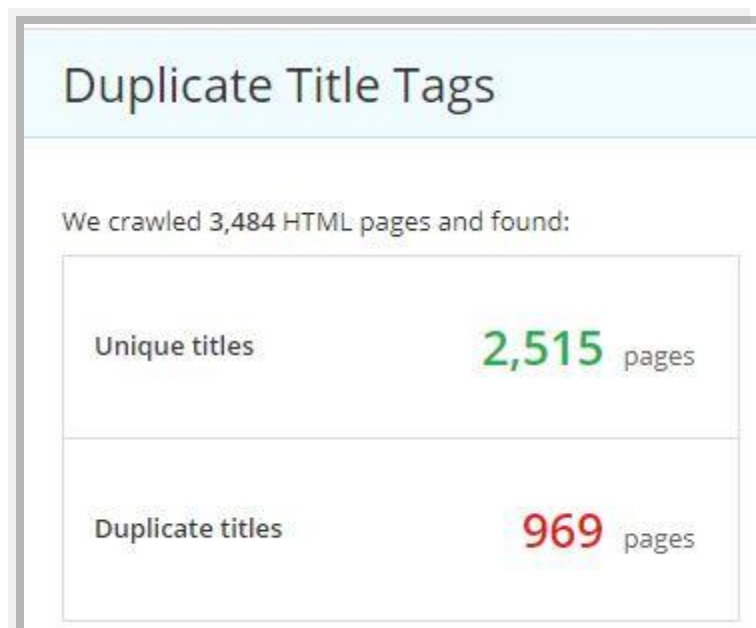 Duplicate Title Tags
We crawled 3,484 HTML pages and found:
Unique titles 2,515 pages
Duplicate titles 969 pages